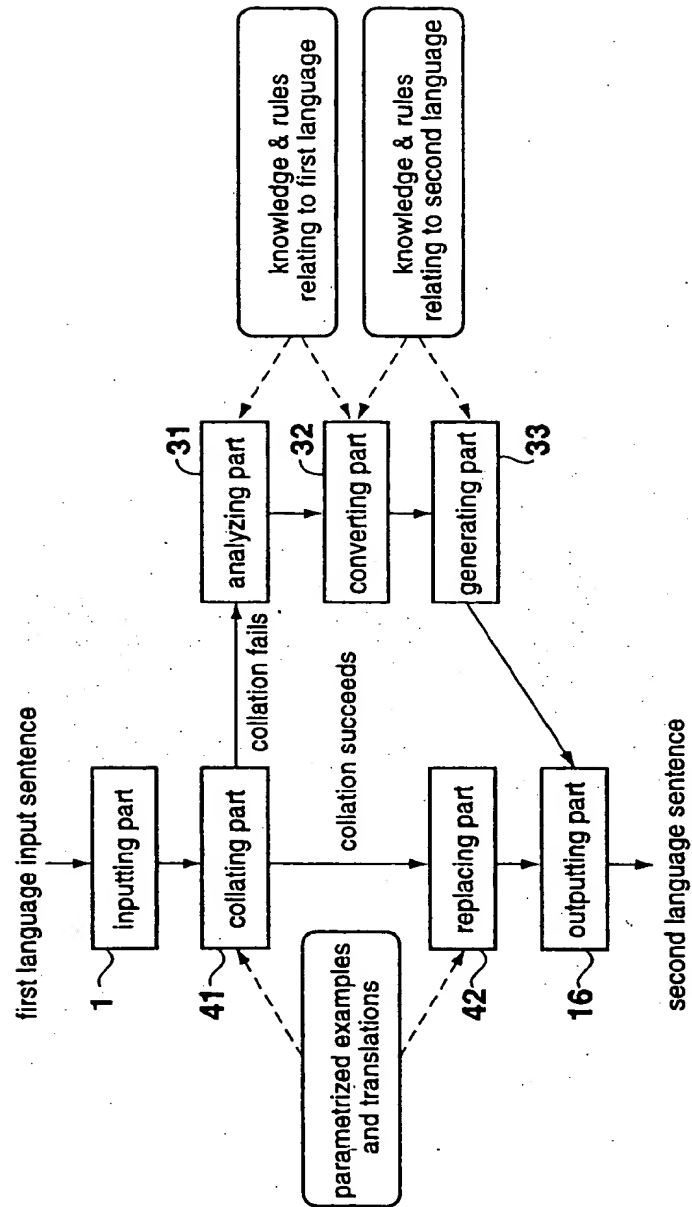 first language input sentence
1
inputting part
41
collating part
collation fails
31
analyzing part
knowledge & rules
relating to first language
32
converting part
collation succeeds
parametrized examples
and translations
knowledge & rules
relating to second language
42
replacing part
33
generating part
16
outputting part
second language sentence